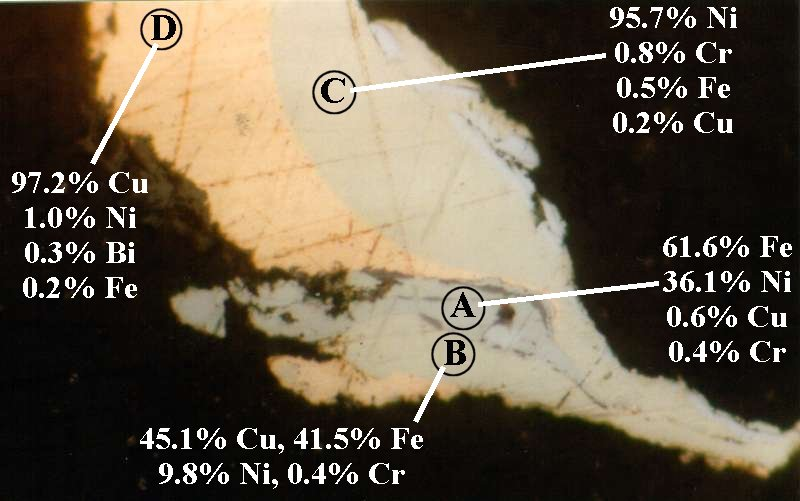 D
C
95.7% Ni
0.8% Cr
0.5% Fe
0.2% Cu
97.2% Cu
1.0% Ni
0.3% Bi
0.2% Fe
A
61.6% Fe
36.1% Ni
0.6% Cu
0.4% Cr
B
45.1% Cu, 41.5% Fe
9.8% Ni, 0.4% Cr